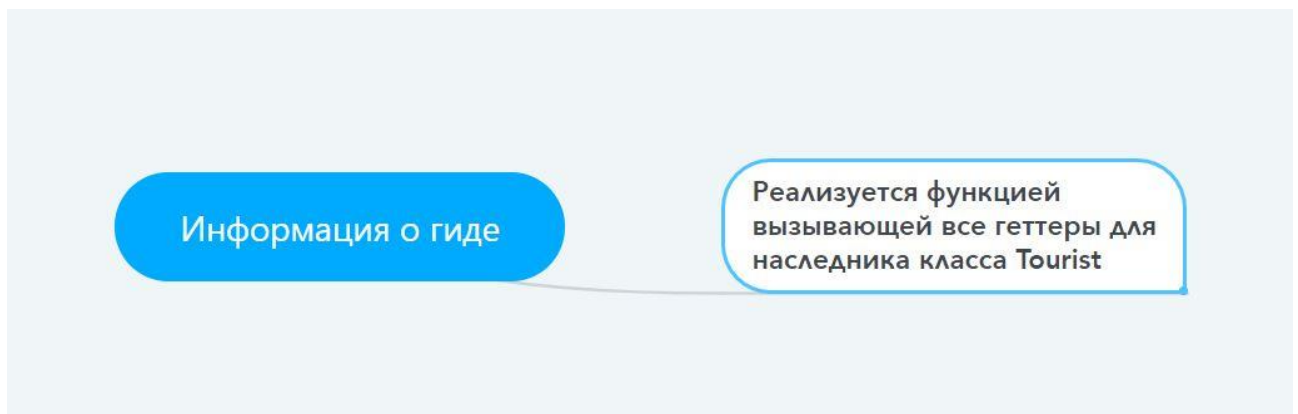 Информация о гиде
Реализуется функцией
вызывающей все геттеры для
наследника класса Tourist